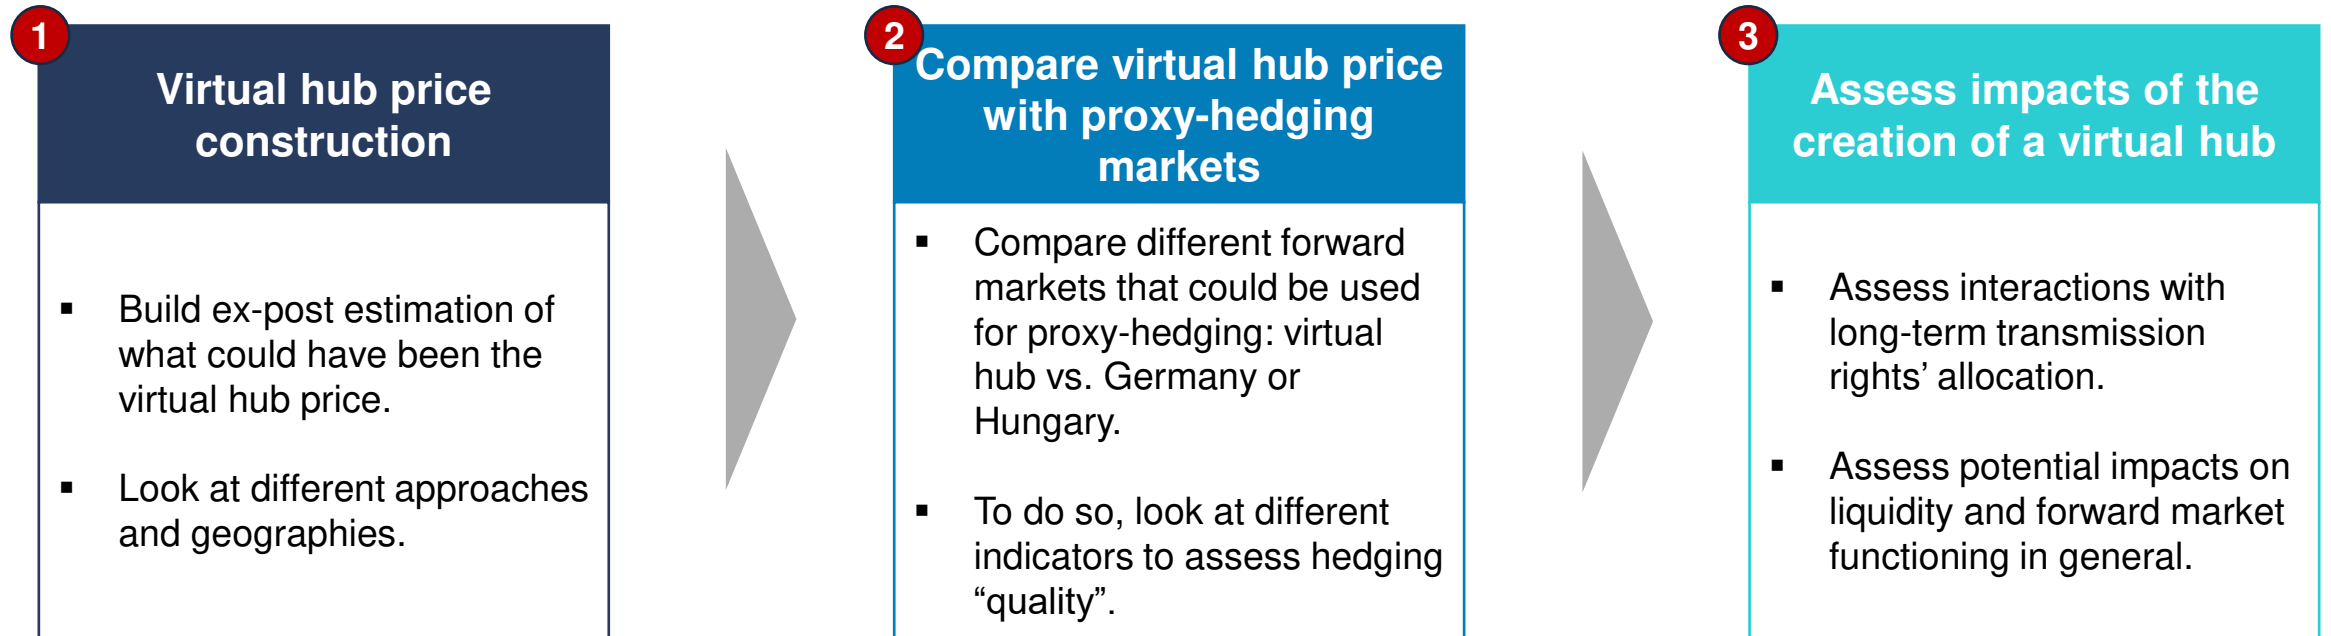 1
Virtual hub price
construction
▪ Build ex-post estimation of
what could have been the
virtual hub price.
▪ Look at different approaches
and geographies.
2
Compare virtual hub price
with proxy-hedging
markets
▪ Compare different forward
markets that could be used
for proxy-hedging: virtual
hub vs. Germany or
Hungary.
▪ To do so, look at different
indicators to assess hedging
“quality”.
3
Assess impacts of the
creation of a virtual hub
▪ Assess interactions with
long-term transmission
rights’ allocation.
▪ Assess potential impacts on
liquidity and forward market
functioning in general.